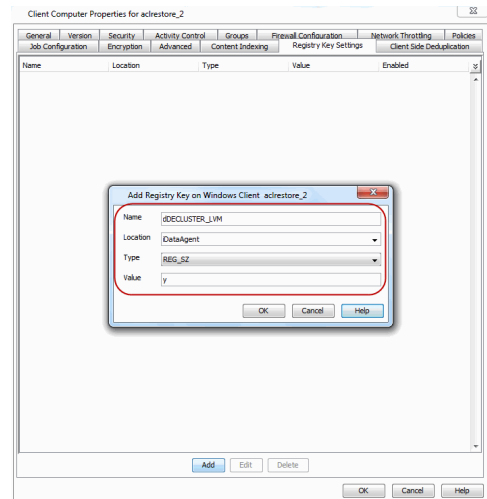 Client Computer Properties for aclrestore_2
General Version Security Activity Control Groups Firewall Configuration Network Throttling Policies
Job Configuration Encryption Advanced Content Indexing Registry Key Settings Client Side Deduplication
Name Location Type Value Enabled
Add Registry Key on Windows Client aclrestore_2
Name dDECLUSTER_LVM
Location iDataAgent
Type REG_SZ
Value y
OK Cancel Help
Add Edit Delete
OK Cancel Help